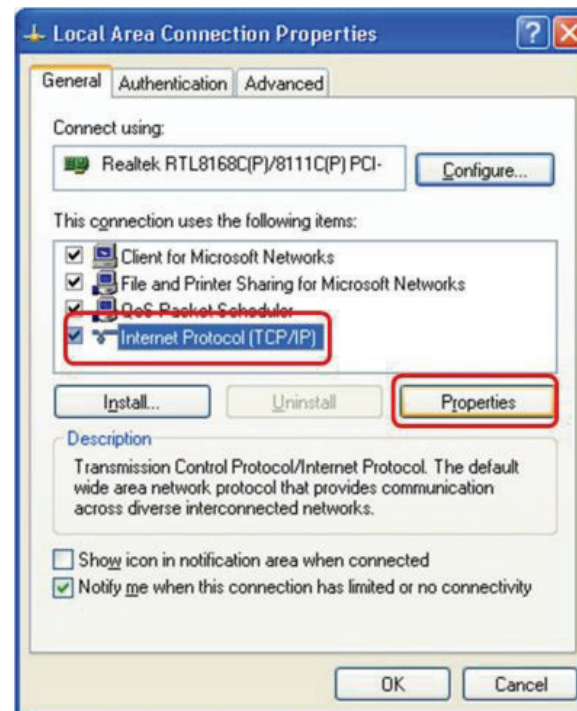 Local Area Connection Properties
General Authentication Advanced
Connect using:
Realtek RTL8168C(P)/8111C(P) PCI-
Configure...
This connection uses the following items:
Client for Microsoft Networks
File and Printer Sharing for Microsoft Networks
QoS Packet Scheduler
Internet Protocol (TCP/IP)
Install... Uninstall Properties
Description
Transmission Control Protocol/Internet Protocol. The default
wide area network protocol that provides communication
across diverse interconnected networks.
Show icon in notification area when connected
Notify me when this connection has limited or no connectivity
OK Cancel